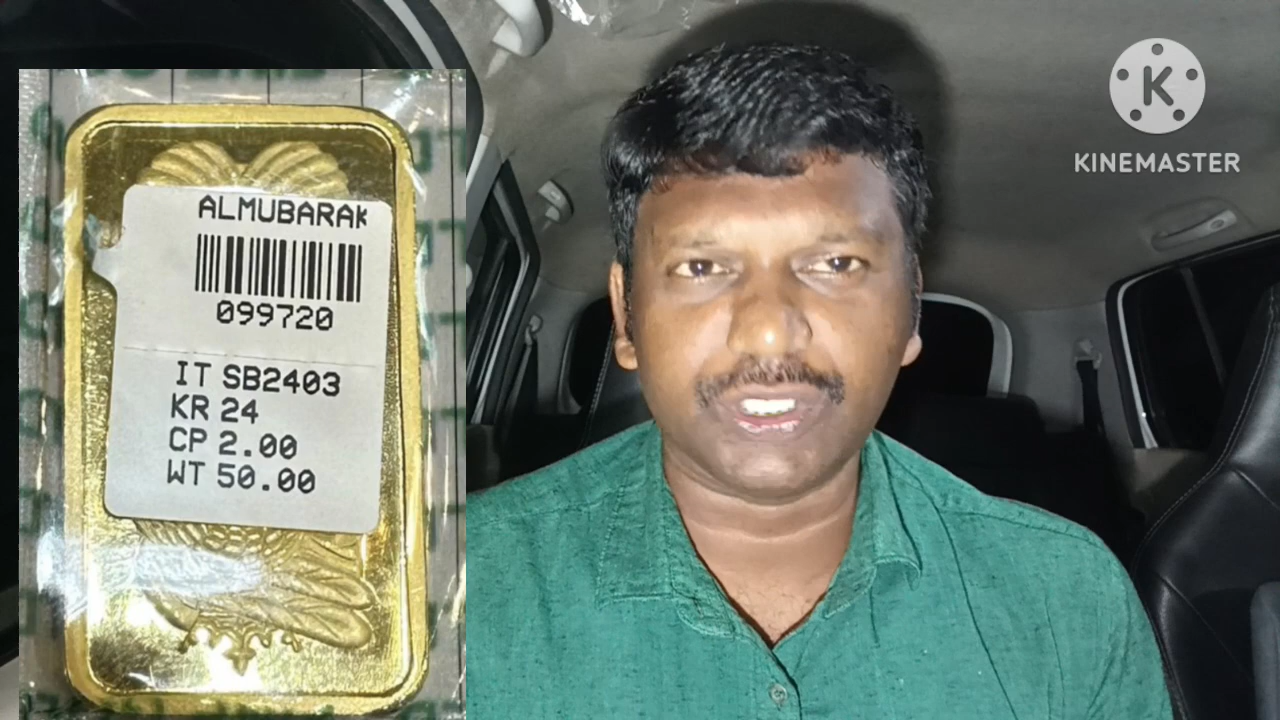 ALMUBARAK
099720
IT SB2403
KR 24
CP 2.00
WT 50.00
K
KINEMASTER